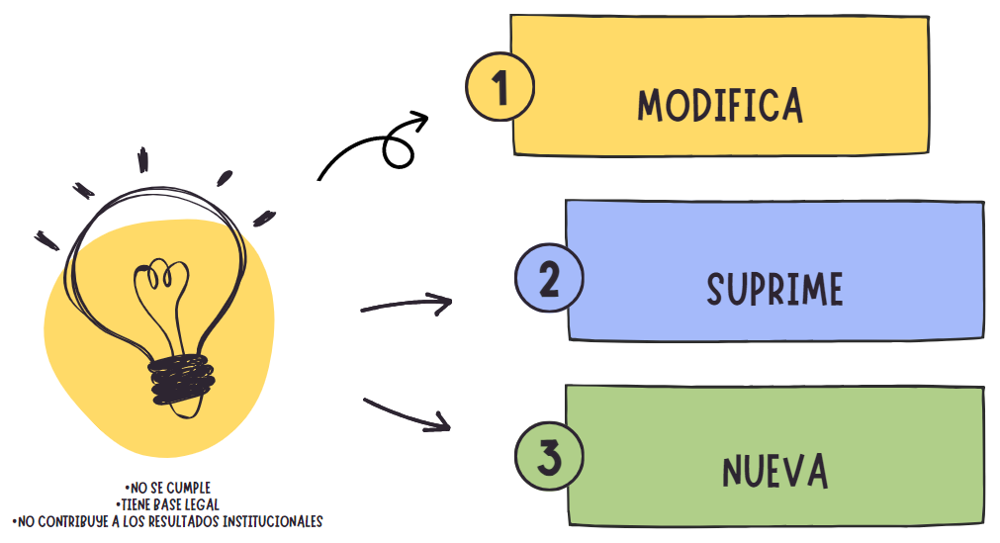 1
MODIFICA
2
SUPRIME
3
NUEVA
•NO SE CUMPLE
•TIENE BASE LEGAL
•NO CONTRIBUYE A LOS RESULTADOS INSTITUCIONALES